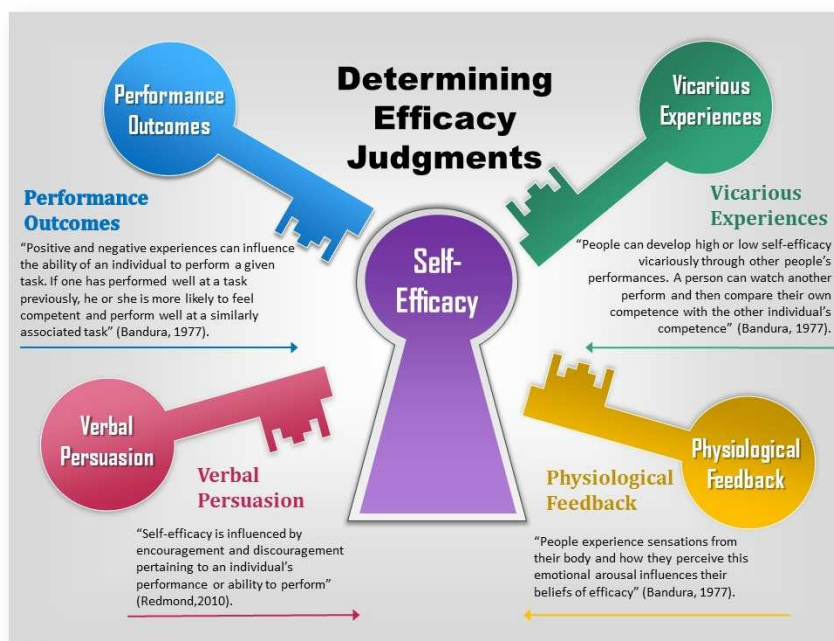 Determining
Efficacy
Judgments
Performance
Outcomes
Performance
Outcomes
“Positive and negative experiences can influence
the ability of an individual to perform a given
task. If one has performed well at a task
previously, he or she is more likely to feel
competent and perform well at a similarly
associated task” (Bandura, 1977).
Vicarious
Experiences
Vicarious
Experiences
“People can develop high or low self-efficacy
vicariously through other people’s
performances. A person can watch another
perform and then compare their own
competence with the other individual’s
competence” (Bandura, 1977).
Self-
Efficacy
Verbal
Persuasion
Verbal
Persuasion
“Self-efficacy is influenced by
encouragement and discouragement
pertaining to an individual’s
performance or ability to perform”
(Redmond,2010).
Physiological
Feedback
Physiological
Feedback
“People experience sensations from
their body and how they perceive this
emotional arousal influences their
beliefs of efficacy” (Bandura, 1977).